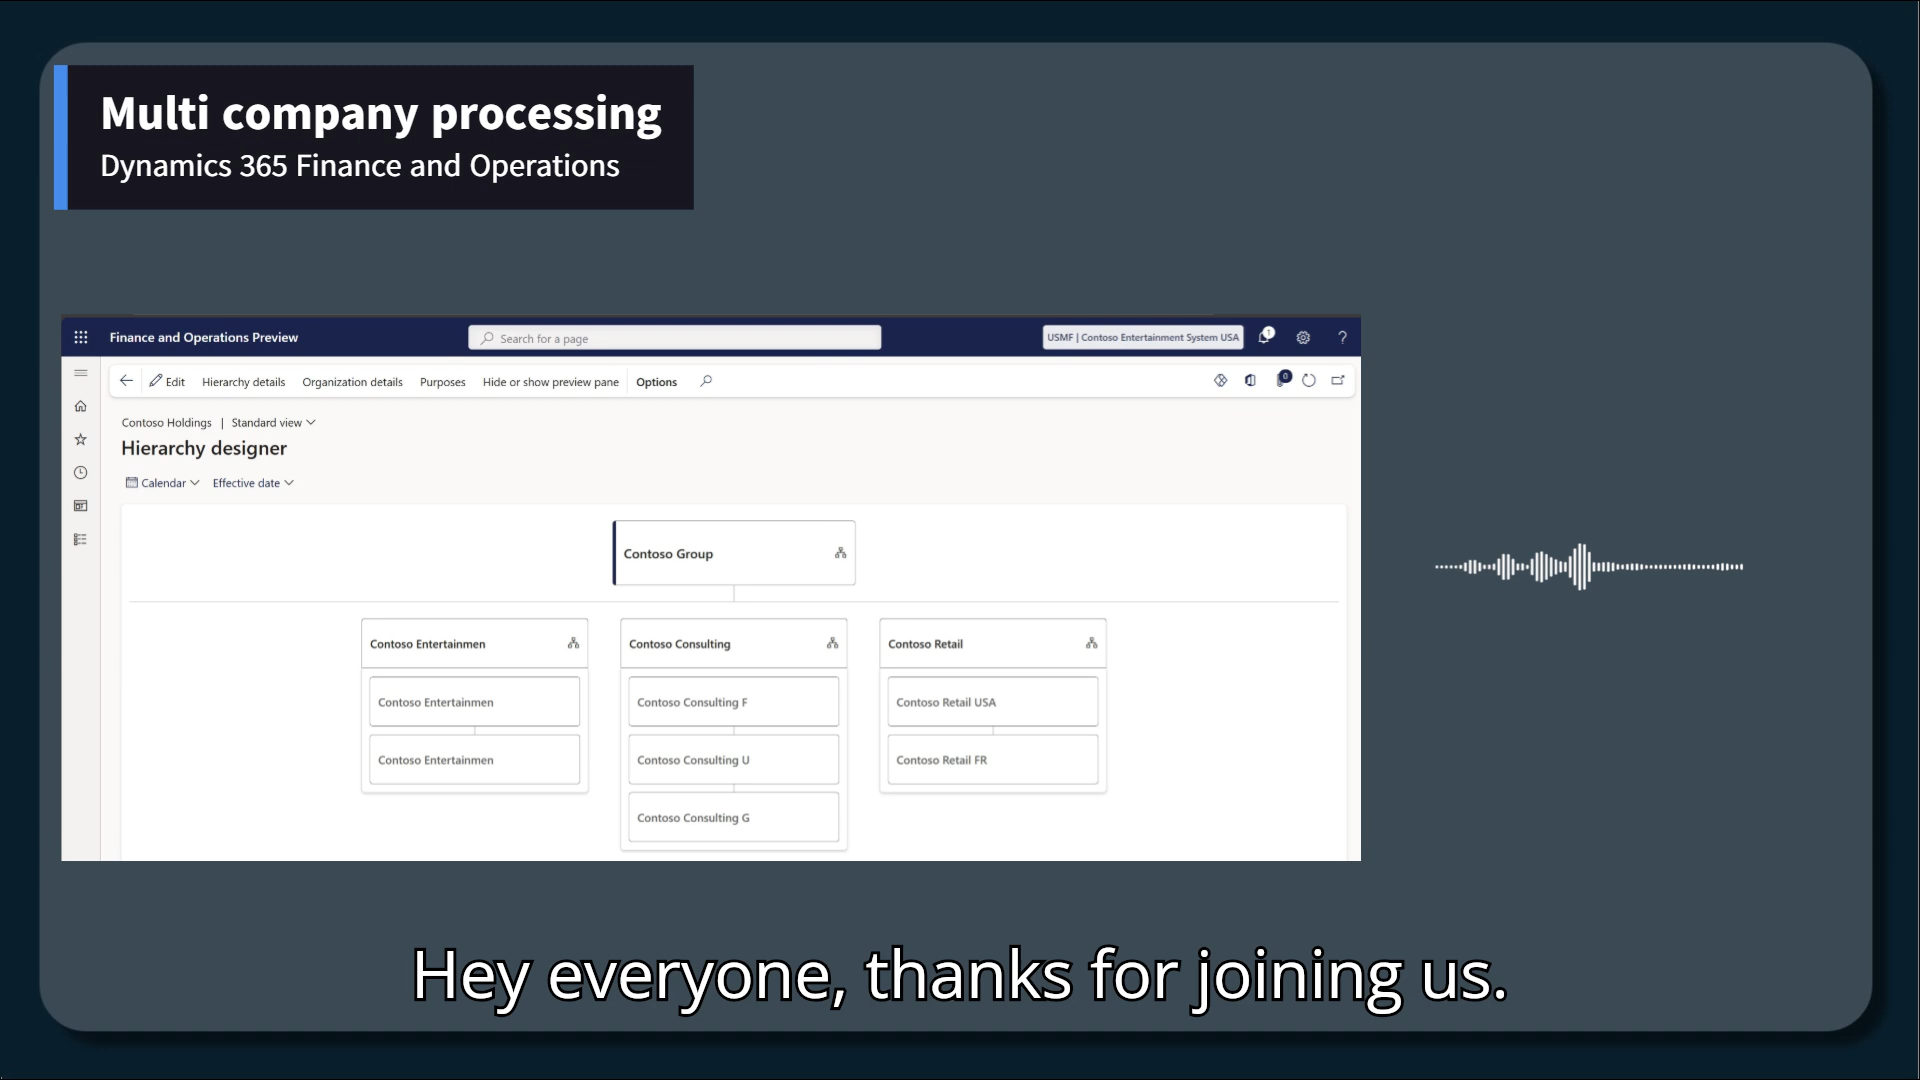 Multi company processing
Dynamics 365 Finance and Operations
Finance and Operations Preview
Search for a page
USMF | Contoso Entertainment System USA
1
?
Edit
Hierarchy details
Organization details
Purposes
Hide or show preview pane
Options
0
Contoso Holdings | Standard view
Hierarchy designer
Calendar
Effective date
Contoso Group
Contoso Entertainmen
Contoso Consulting
Contoso Retail
Contoso Entertainmen
Contoso Consulting F
Contoso Retail USA
Contoso Entertainmen
Contoso Consulting U
Contoso Retail FR
Contoso Consulting G
Hey everyone, thanks for joining us.